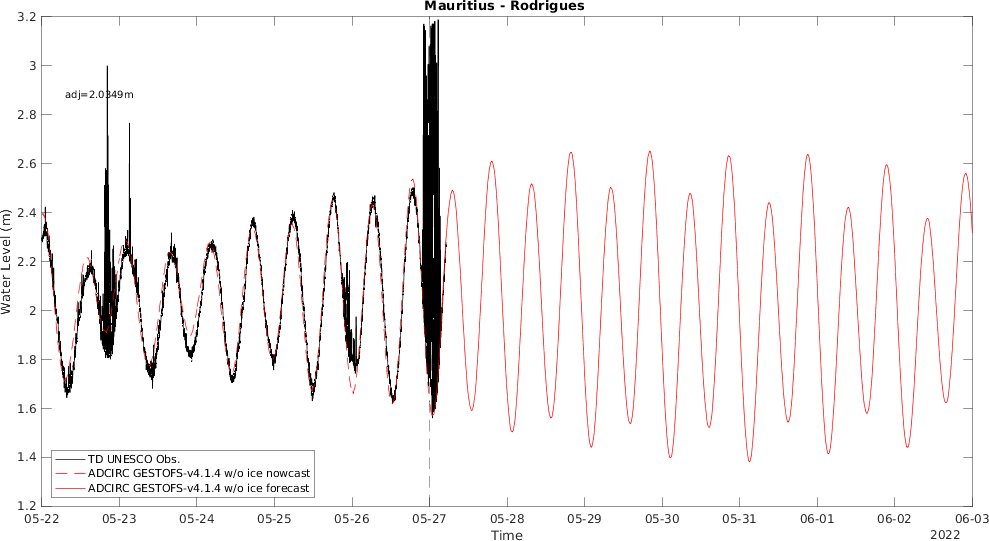 Mauritius - Rodrigues
3.2
3
2.8
2.6
2.4
2.2
2
1.8
1.6
1.4
1.2
Water Level (m)
adj=2.0349m
TD UNESCO Obs.
ADCIRC GESTOFS-v4.1.4 w/o ice nowcast
ADCIRC GESTOFS-v4.1.4 w/o ice forecast
05-22 05-23 05-24 05-25 05-26 05-27 05-28 05-29 05-30 05-31 06-01 06-02 06-03
Time
2022